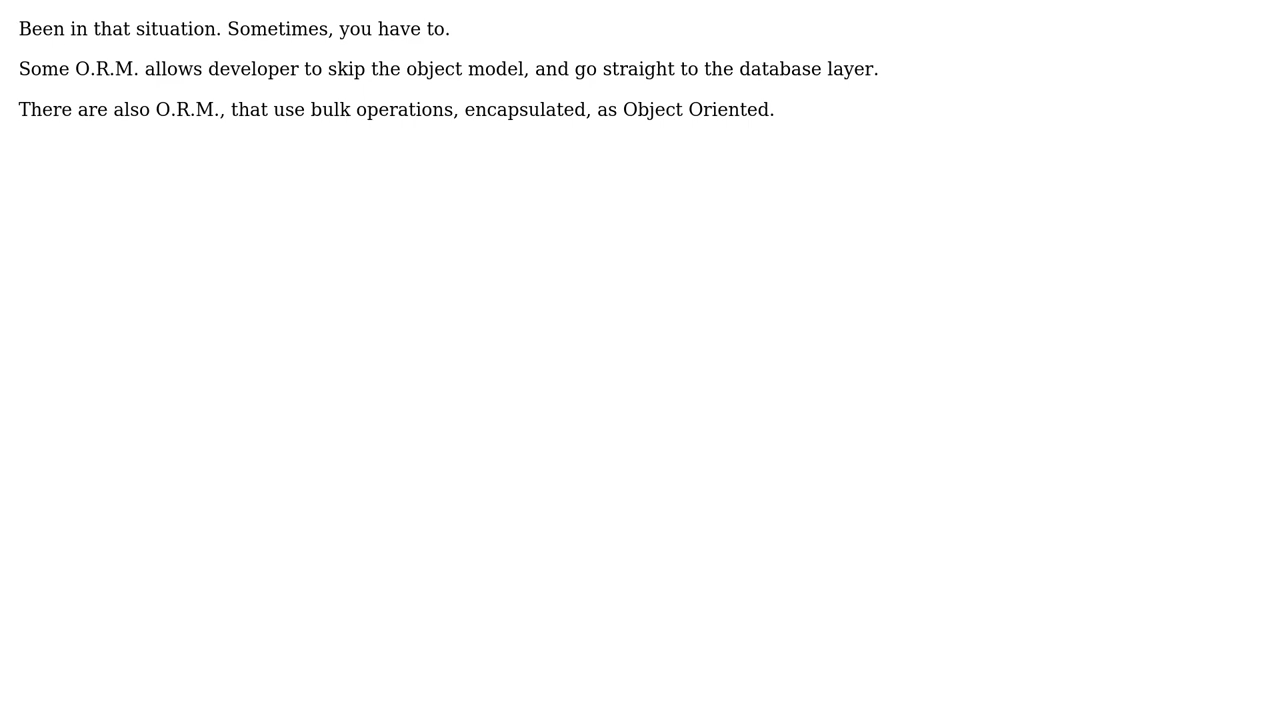 Been in that situation. Sometimes, you have to.
Some O.R.M. allows developer to skip the object model, and go straight to the database layer.
There are also O.R.M., that use bulk operations, encapsulated, as Object Oriented.